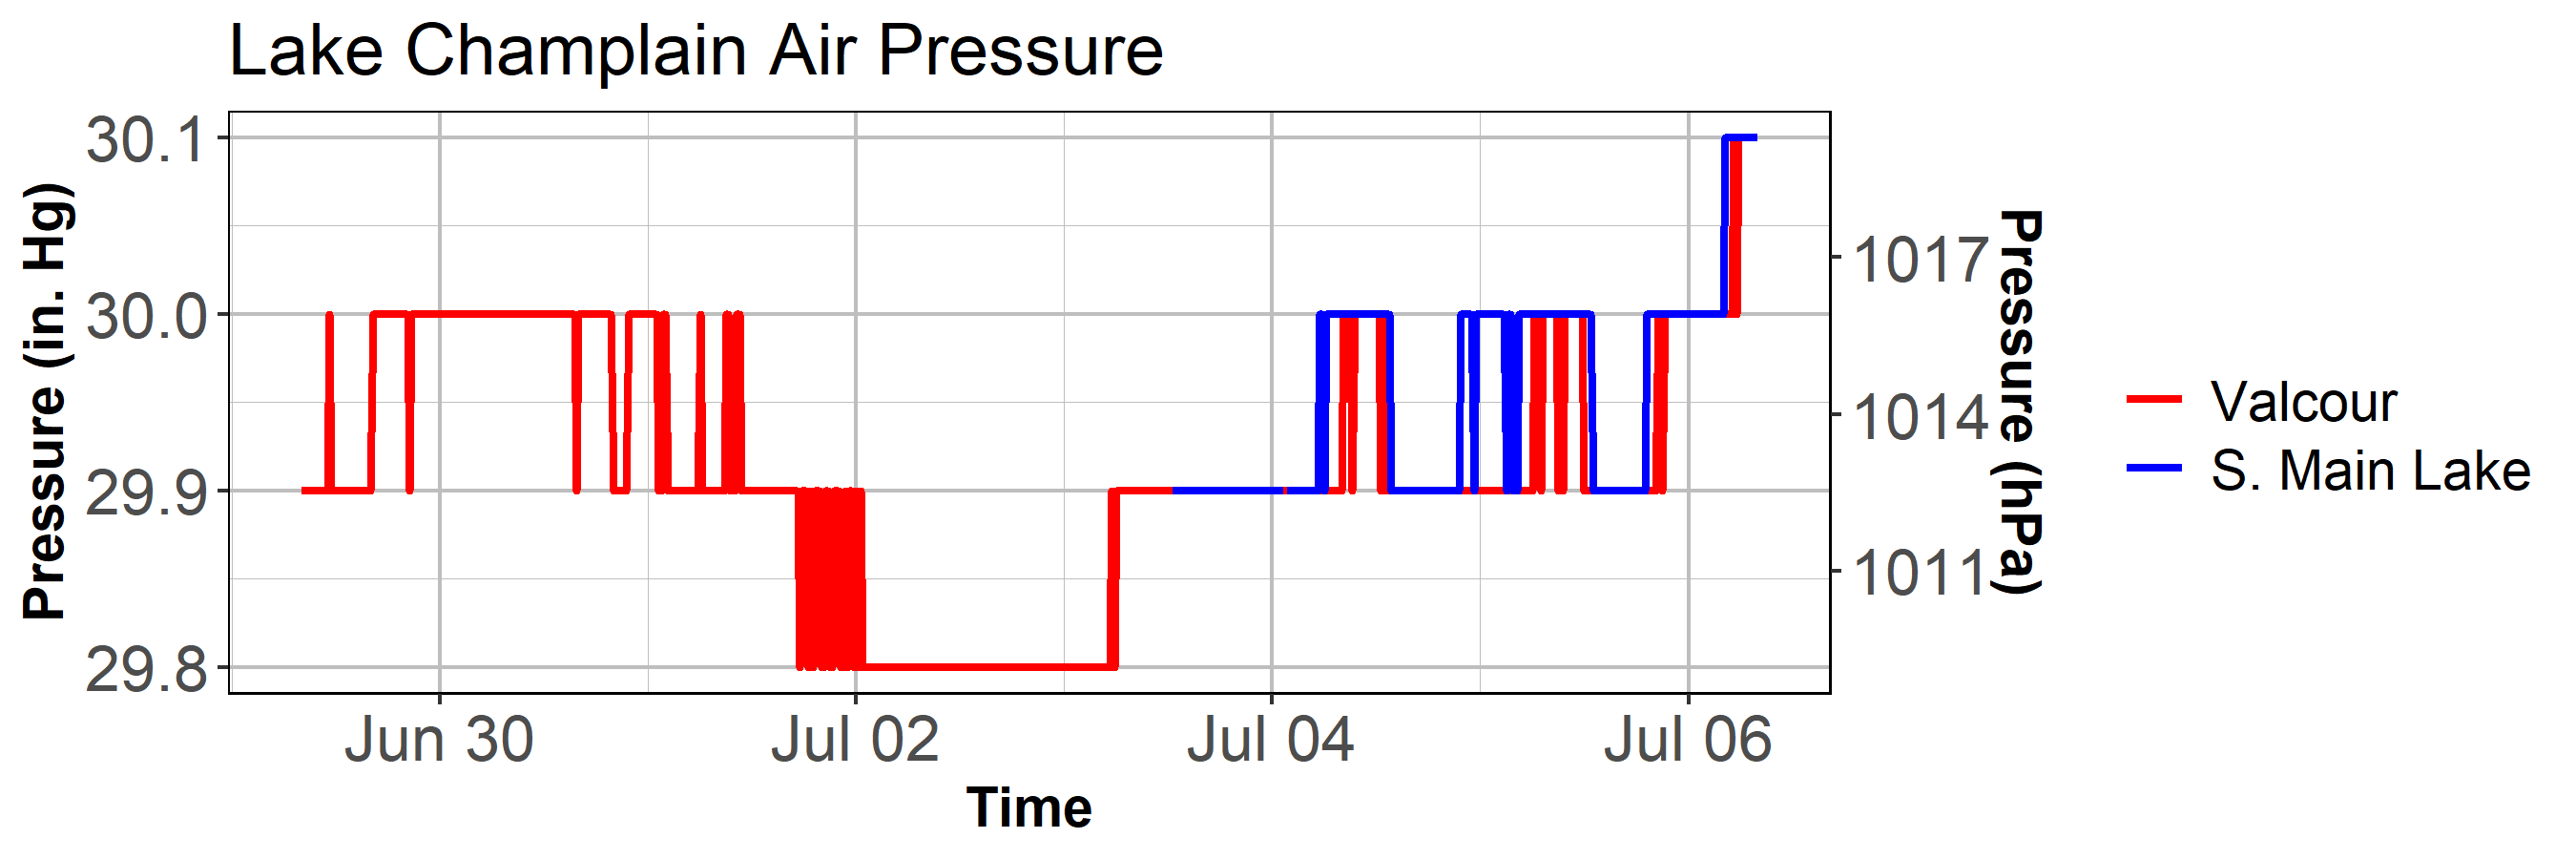 Lake Champlain Air Pressure
Pressure (in. Hg)
30.1
30.0
29.9
29.8
Jun 30
Jul 02
Jul 04
Jul 06
Time
1017
1014
1011
Pressure (hPa)
Valcour
S. Main Lake